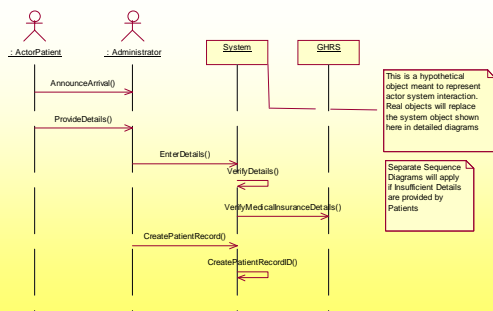 : ActorPatient
: Administrator
System
GHRS
AnnounceArrival()
ProvideDetails()
EnterDetails()
VerifyDetails()
VerifyMedicalInsuranceDetails()
CreatePatientRecord()
CreatePatientRecordID()
This is a hypothetical
object meant to represent
actor system interaction.
Real objects will replace
the system object shown
here in detailed diagrams
Separate Sequence
Diagrams will apply
if Insufficient Details
are provided by
Patients